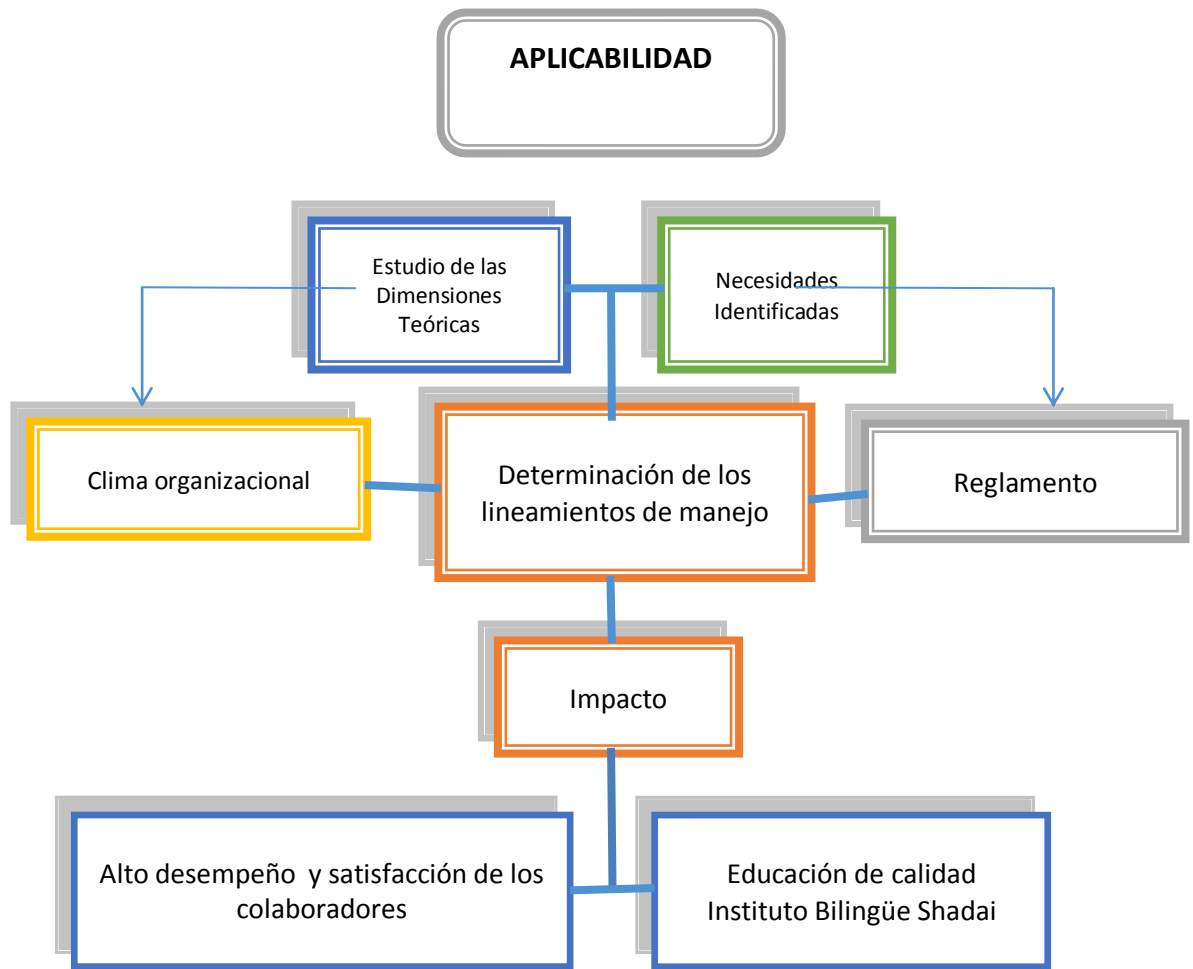 APLICABILIDAD
Estudio de las
Dimensiones
Teóricas
Necesidades
Identificadas
Clima organizacional
Determinación de los
lineamientos de manejo
Reglamento
Impacto
Alto desempeño  y satisfacción de los
colaboradores
Educación de calidad
Instituto Bilingüe Shadai